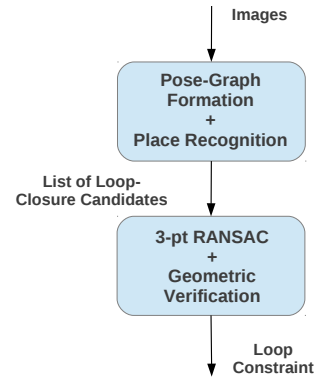 Images
Pose-Graph
Formation
+
Place Recognition
List of Loop-
Closure Candidates
3-pt RANSAC
+
Geometric
Verification
Loop
Constraint